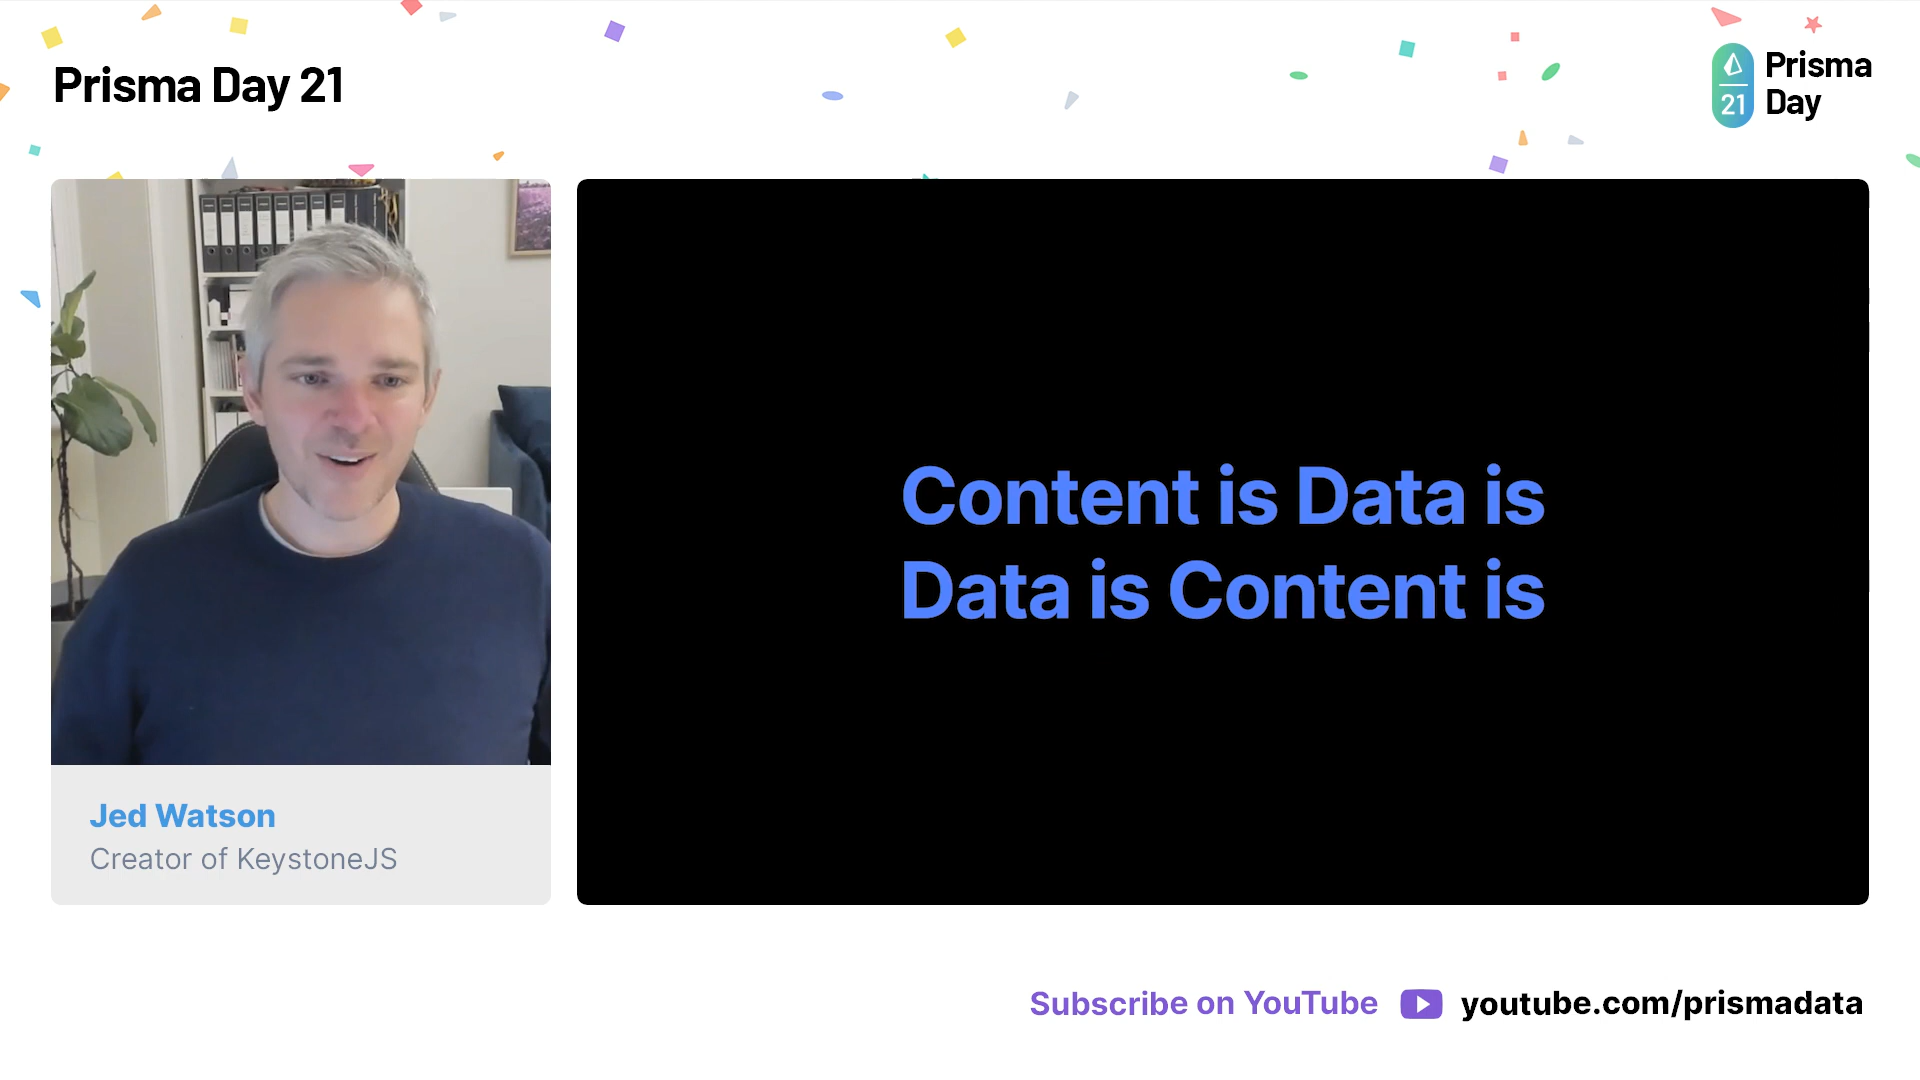 Prisma Day 21
Prisma
Day
21
Content is Data is
Data is Content is
Jed Watson
Creator of KeystoneJS
Subscribe on YouTube
youtube.com/prismadata